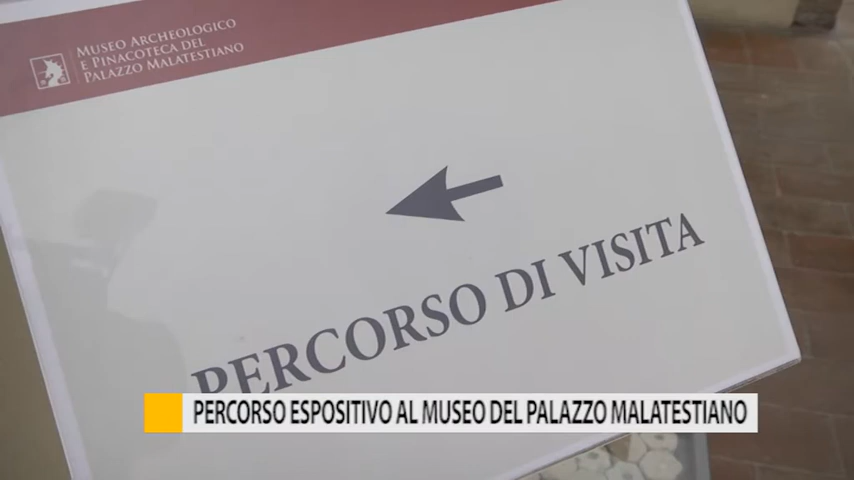 MUSEO ARCHEOLOGICO
E PINACOTECA DEL
PALAZZO MALATESTIANO
PERCORSO DI VISITA
PERCORSO ESPOSITIVO AL MUSEO DEL PALAZZO MALATESTIANO